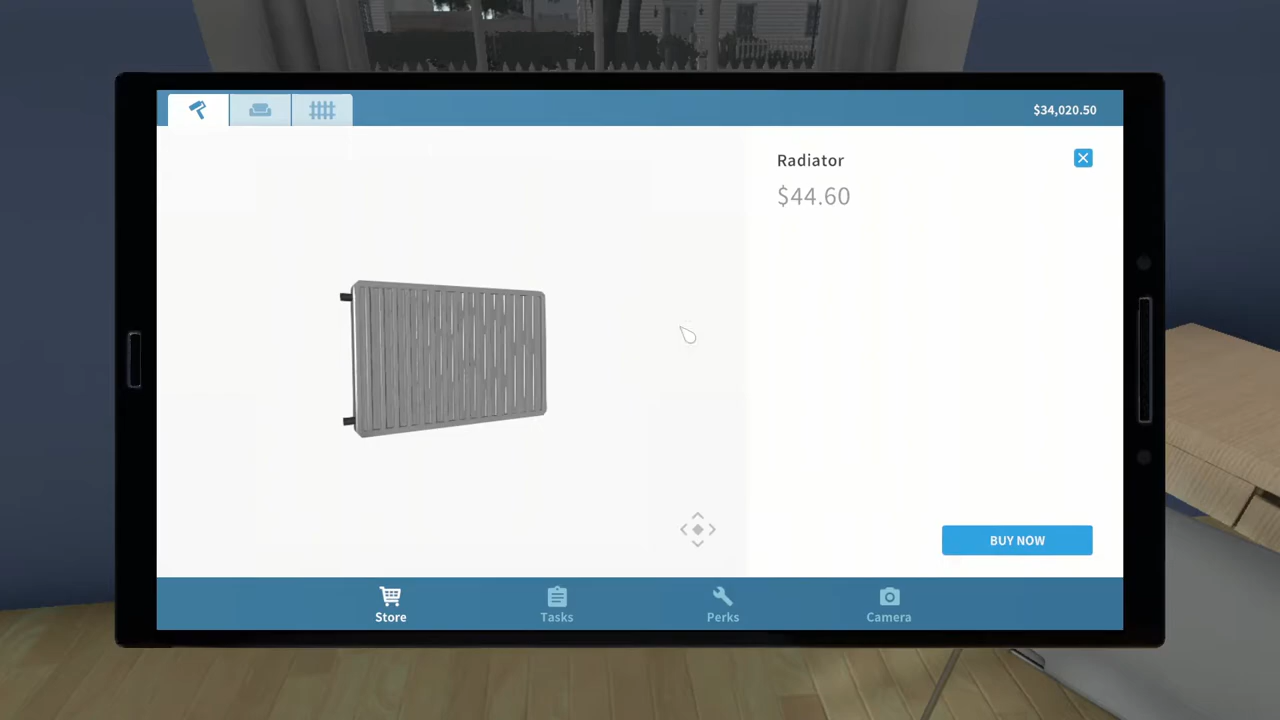 $34,020.50
Radiator
$44.60
BUY NOW
Store
Tasks
Perks
Camera